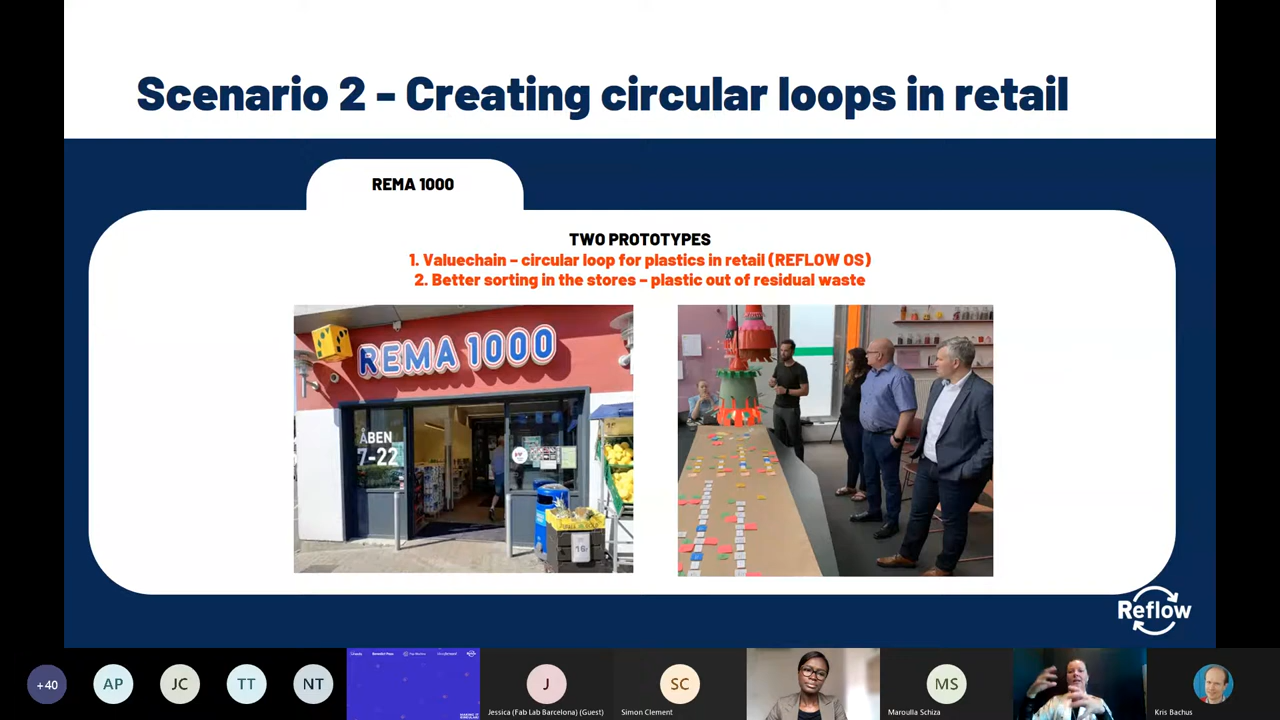 Scenario 2 - Creating circular loops in retail
REMA 1000
TWO PROTOTYPES
1. Valuechain – circular loop for plastics in retail (REFLOW OS)
2. Better sorting in the stores – plastic out of residual waste
REMA 1000
ÅBEN
7-22
16,-
Reflow
+40
AP
JC
TT
NT
J
SC
MS
Jessica (Fab Lab Barcelona) (Guest)
Simon Clement
Maroulla Schiza
Kris Bachus